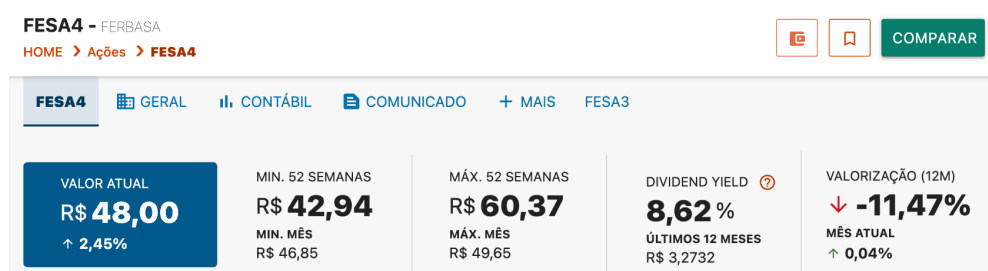 FESA4 - FERBASA
HOME > Ações > FESA4
COMPARAR
FESA4 GERAL CONTÁBIL COMUNICADO + MAIS FESA3
VALOR ATUAL
R$ 48,00
↑ 2,45%
MIN. 52 SEMANAS
R$ 42,94
MIN. MÊS
R$ 46,85
MÁX. 52 SEMANAS
R$ 60,37
MÁX. MÊS
R$ 49,65
DIVIDEND YIELD ?
8,62 %
ÚLTIMOS 12 MESES
R$ 3,2732
VALORIZAÇÃO (12M)
↓ -11,47%
MÊS ATUAL
↑ 0,04%